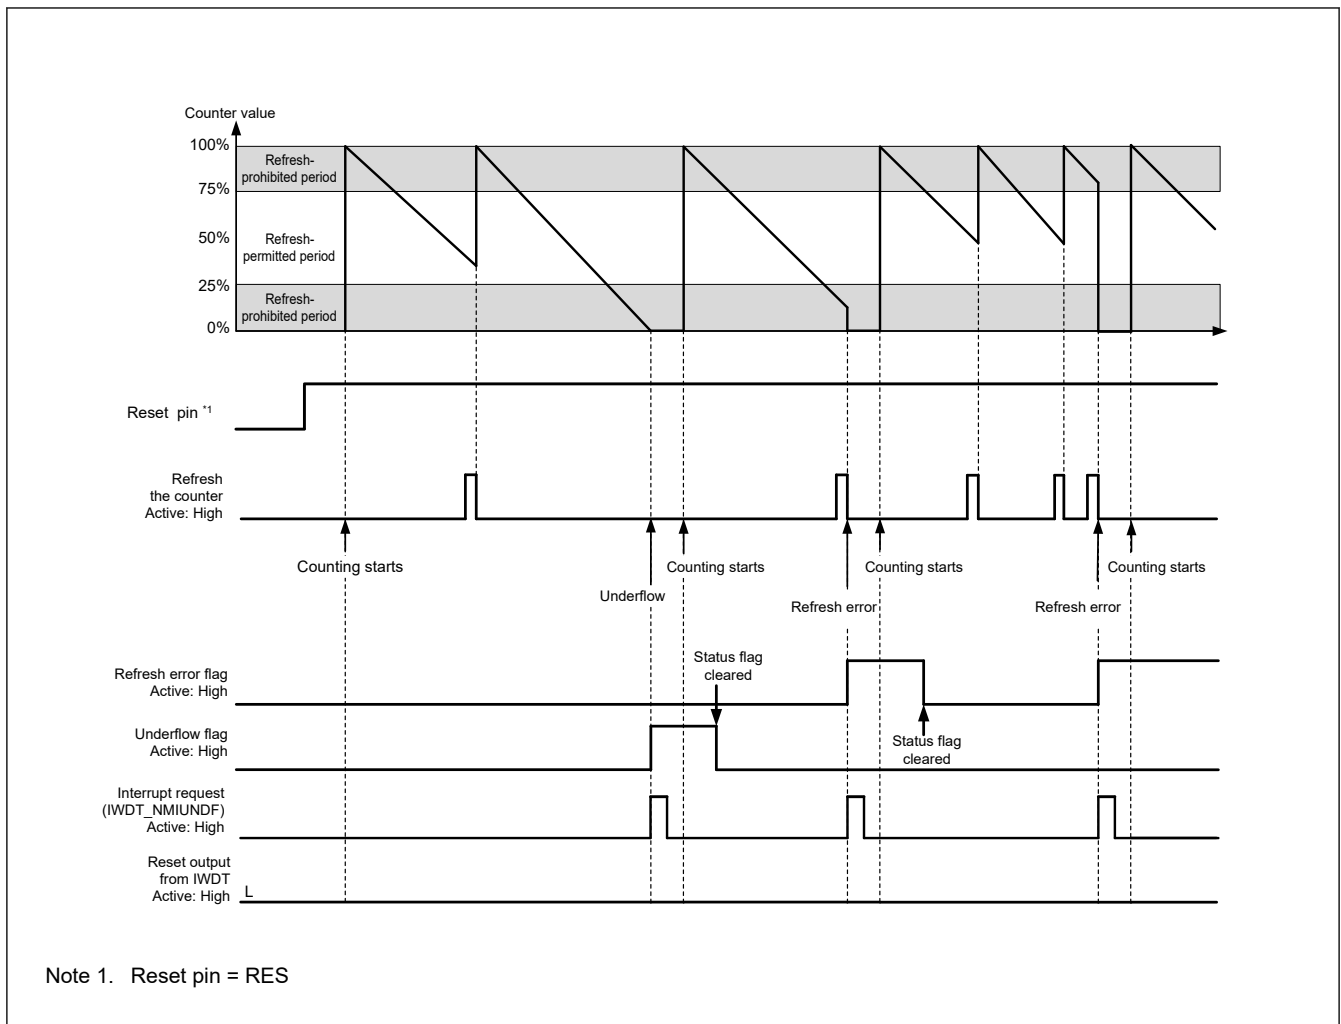 Counter value
100%
Refresh-
prohibited period
75%
50%
Refresh-
permitted period
25%
Refresh-
prohibited period
0%
Reset pin *1
Refresh
the counter
Active: High
Counting starts
Counting starts
Counting starts
Counting starts
Underflow
Refresh error
Refresh error
Status flag
cleared
Refresh error flag
Active: High
Underflow flag
Active: High
Status flag
cleared
Interrupt request
(IWDT_NMIUNDF)
Active: High
Reset output
from IWDT
Active: High
L
Note 1. Reset pin = RES